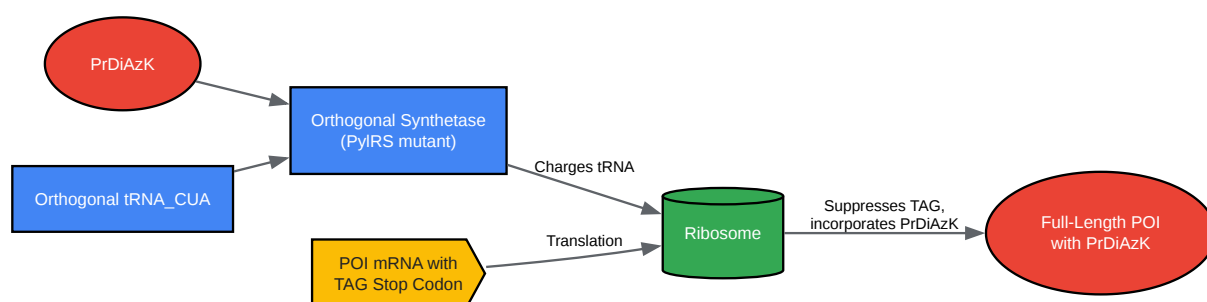 PrDiAzK
Orthogonal Synthetase
(PylRS mutant)
Orthogonal tRNA_CUA
Charges tRNA
POI mRNA with
TAG Stop Codon
Translation
Ribosome
Suppresses TAG,
incorporates PrDiAzK
Full-Length POI
with PrDiAzK